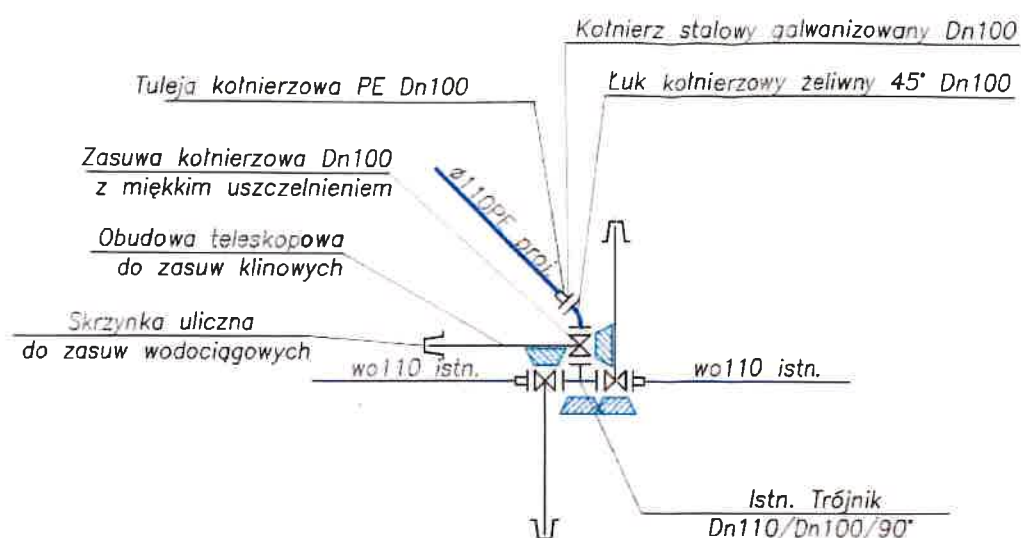 Kołnierz stalowy galwanizowany Dn100
Tuleja kołnierzowa PE Dn100
Łuk kołnierzowy żeliwny 45° Dn100
Zasuwa kołnierzowa Dn100
z miękkim uszczelnieniem
ø110PE proj.
Obudowa teleskopowa
do zasuw klinowych
Skrzynka uliczna
do zasuw wodociągowych
wo110 istn.
wo110 istn.
Istn. Trójnik
Dn110/Dn100/90°